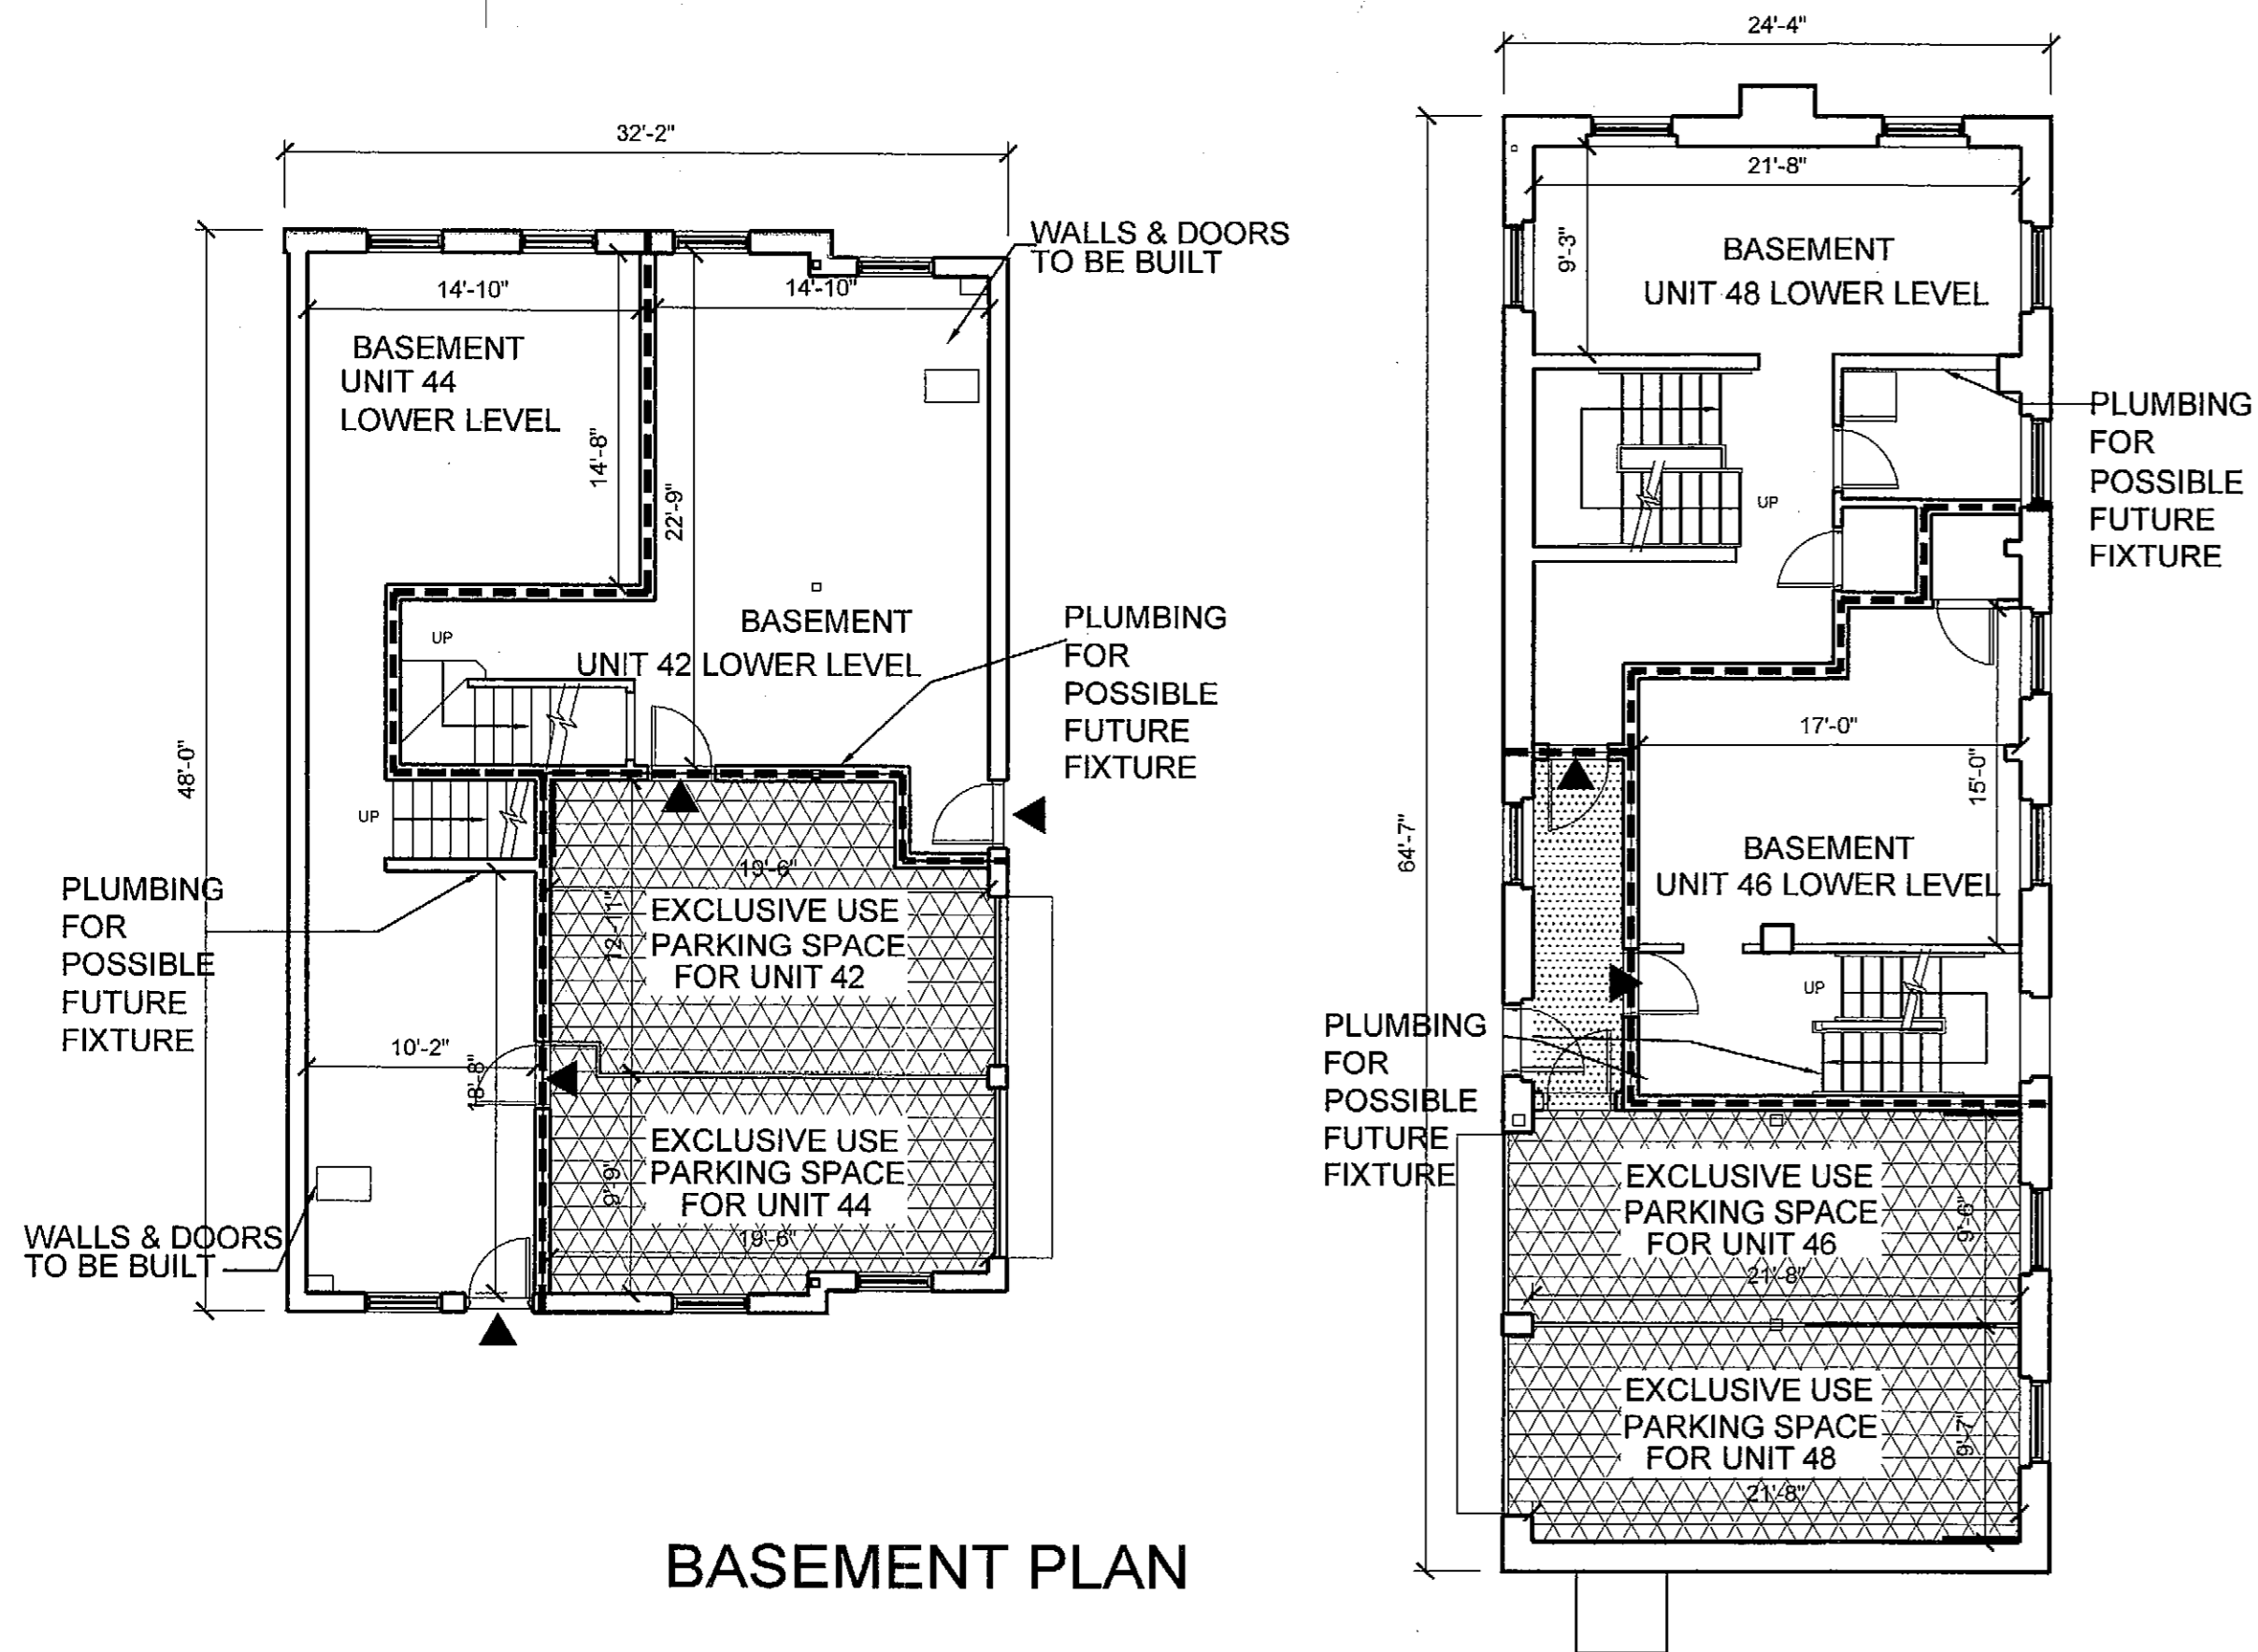 32'-2"
WALLS & DOORS
TO BE BUILT
14'-10"
14'-10"
BASEMENT
UNIT 44
LOWER LEVEL
14'-8"
22'-9"
48'-0"
UP
BASEMENT
UNIT 42 LOWER LEVEL
PLUMBING
FOR
POSSIBLE
FUTURE
FIXTURE
UP
19'-6"
12'-11"
EXCLUSIVE USE
PARKING SPACE
FOR UNIT 42
PLUMBING
FOR
POSSIBLE
FUTURE
FIXTURE
10'-2"
18'-8"
EXCLUSIVE USE
PARKING SPACE
FOR UNIT 44
9'-9"
19'-6"
WALLS & DOORS
TO BE BUILT
24'-4"
21'-8"
9'-3"
BASEMENT
UNIT 48 LOWER LEVEL
PLUMBING
FOR
POSSIBLE
FUTURE
FIXTURE
UP
17'-0"
15'-0"
64'-7"
BASEMENT
UNIT 46 LOWER LEVEL
UP
PLUMBING
FOR
POSSIBLE
FUTURE
FIXTURE
EXCLUSIVE USE
PARKING SPACE
FOR UNIT 46
9'-6"
21'-8"
EXCLUSIVE USE
PARKING SPACE
FOR UNIT 48
9'-7"
21'-8"
BASEMENT PLAN